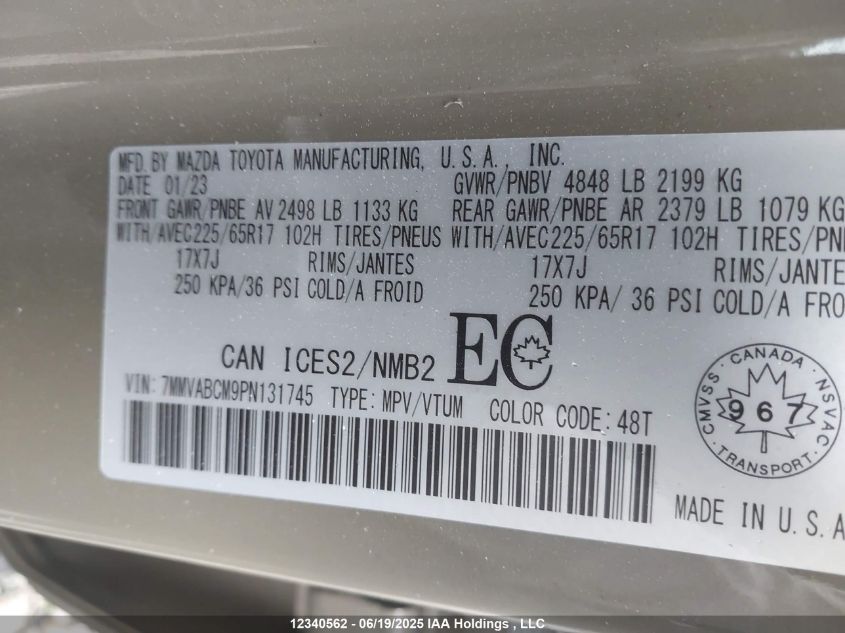 MFD. BY MAZDA TOYOTA MANUFACTURING, U.S.A., INC.
DATE 01/23 GVWR/PNBV 4848 LB 2199 KG
FRONT GAWR/PNBE AV 2498 LB 1133 KG REAR GAWR/PNBE AR 2379 LB 1079 KG
WITH/AVEC225/65R17 102H TIRES/PNEUS WITH/AVEC225/65R17 102H TIRES/PN
17X7J RIMS/JANTES 17X7J RIMS/JANTE
250 KPA/36 PSI COLD/A FROID 250 KPA/ 36 PSI COLD/A FRO
CAN ICES2/NMB2 EC
VIN: 7MMVABCM9PN131745 TYPE: MPV/VTUM COLOR CODE: 48T
CANADA
CMVSS 967 NSVAC
TRANSPORT
MADE IN U.S.A
12340562 - 06/19/2025 IAA Holdings , LLC